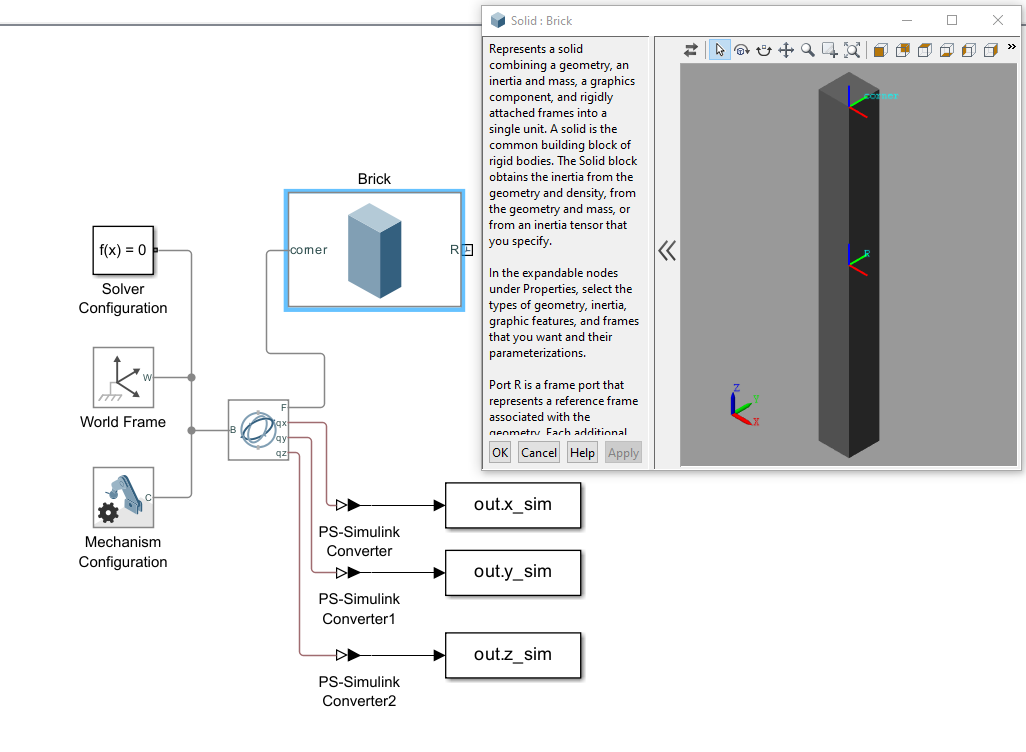 Solid : Brick
Represents a solid
combining a geometry, an
inertia and mass, a graphics
component, and rigidly
attached frames into a
single unit. A solid is the
common building block of
rigid bodies. The Solid block
obtains the inertia from the
geometry and density, from
the geometry and mass, or
from an inertia tensor that
you specify.
In the expandable nodes
under Properties, select the
types of geometry, inertia,
graphic features, and frames
that you want and their
parameterizations.
Port R is a frame port that
represents a reference frame
associated with the
geometry. Each additional
OK Cancel Help Apply
corner
R
Z
Y
X
Brick
corner
R
f(x) = 0
Solver
Configuration
W
World Frame
C
Mechanism
Configuration
B
F
qx
qy
qz
PS-Simulink
Converter
out.x_sim
PS-Simulink
Converter1
out.y_sim
PS-Simulink
Converter2
out.z_sim